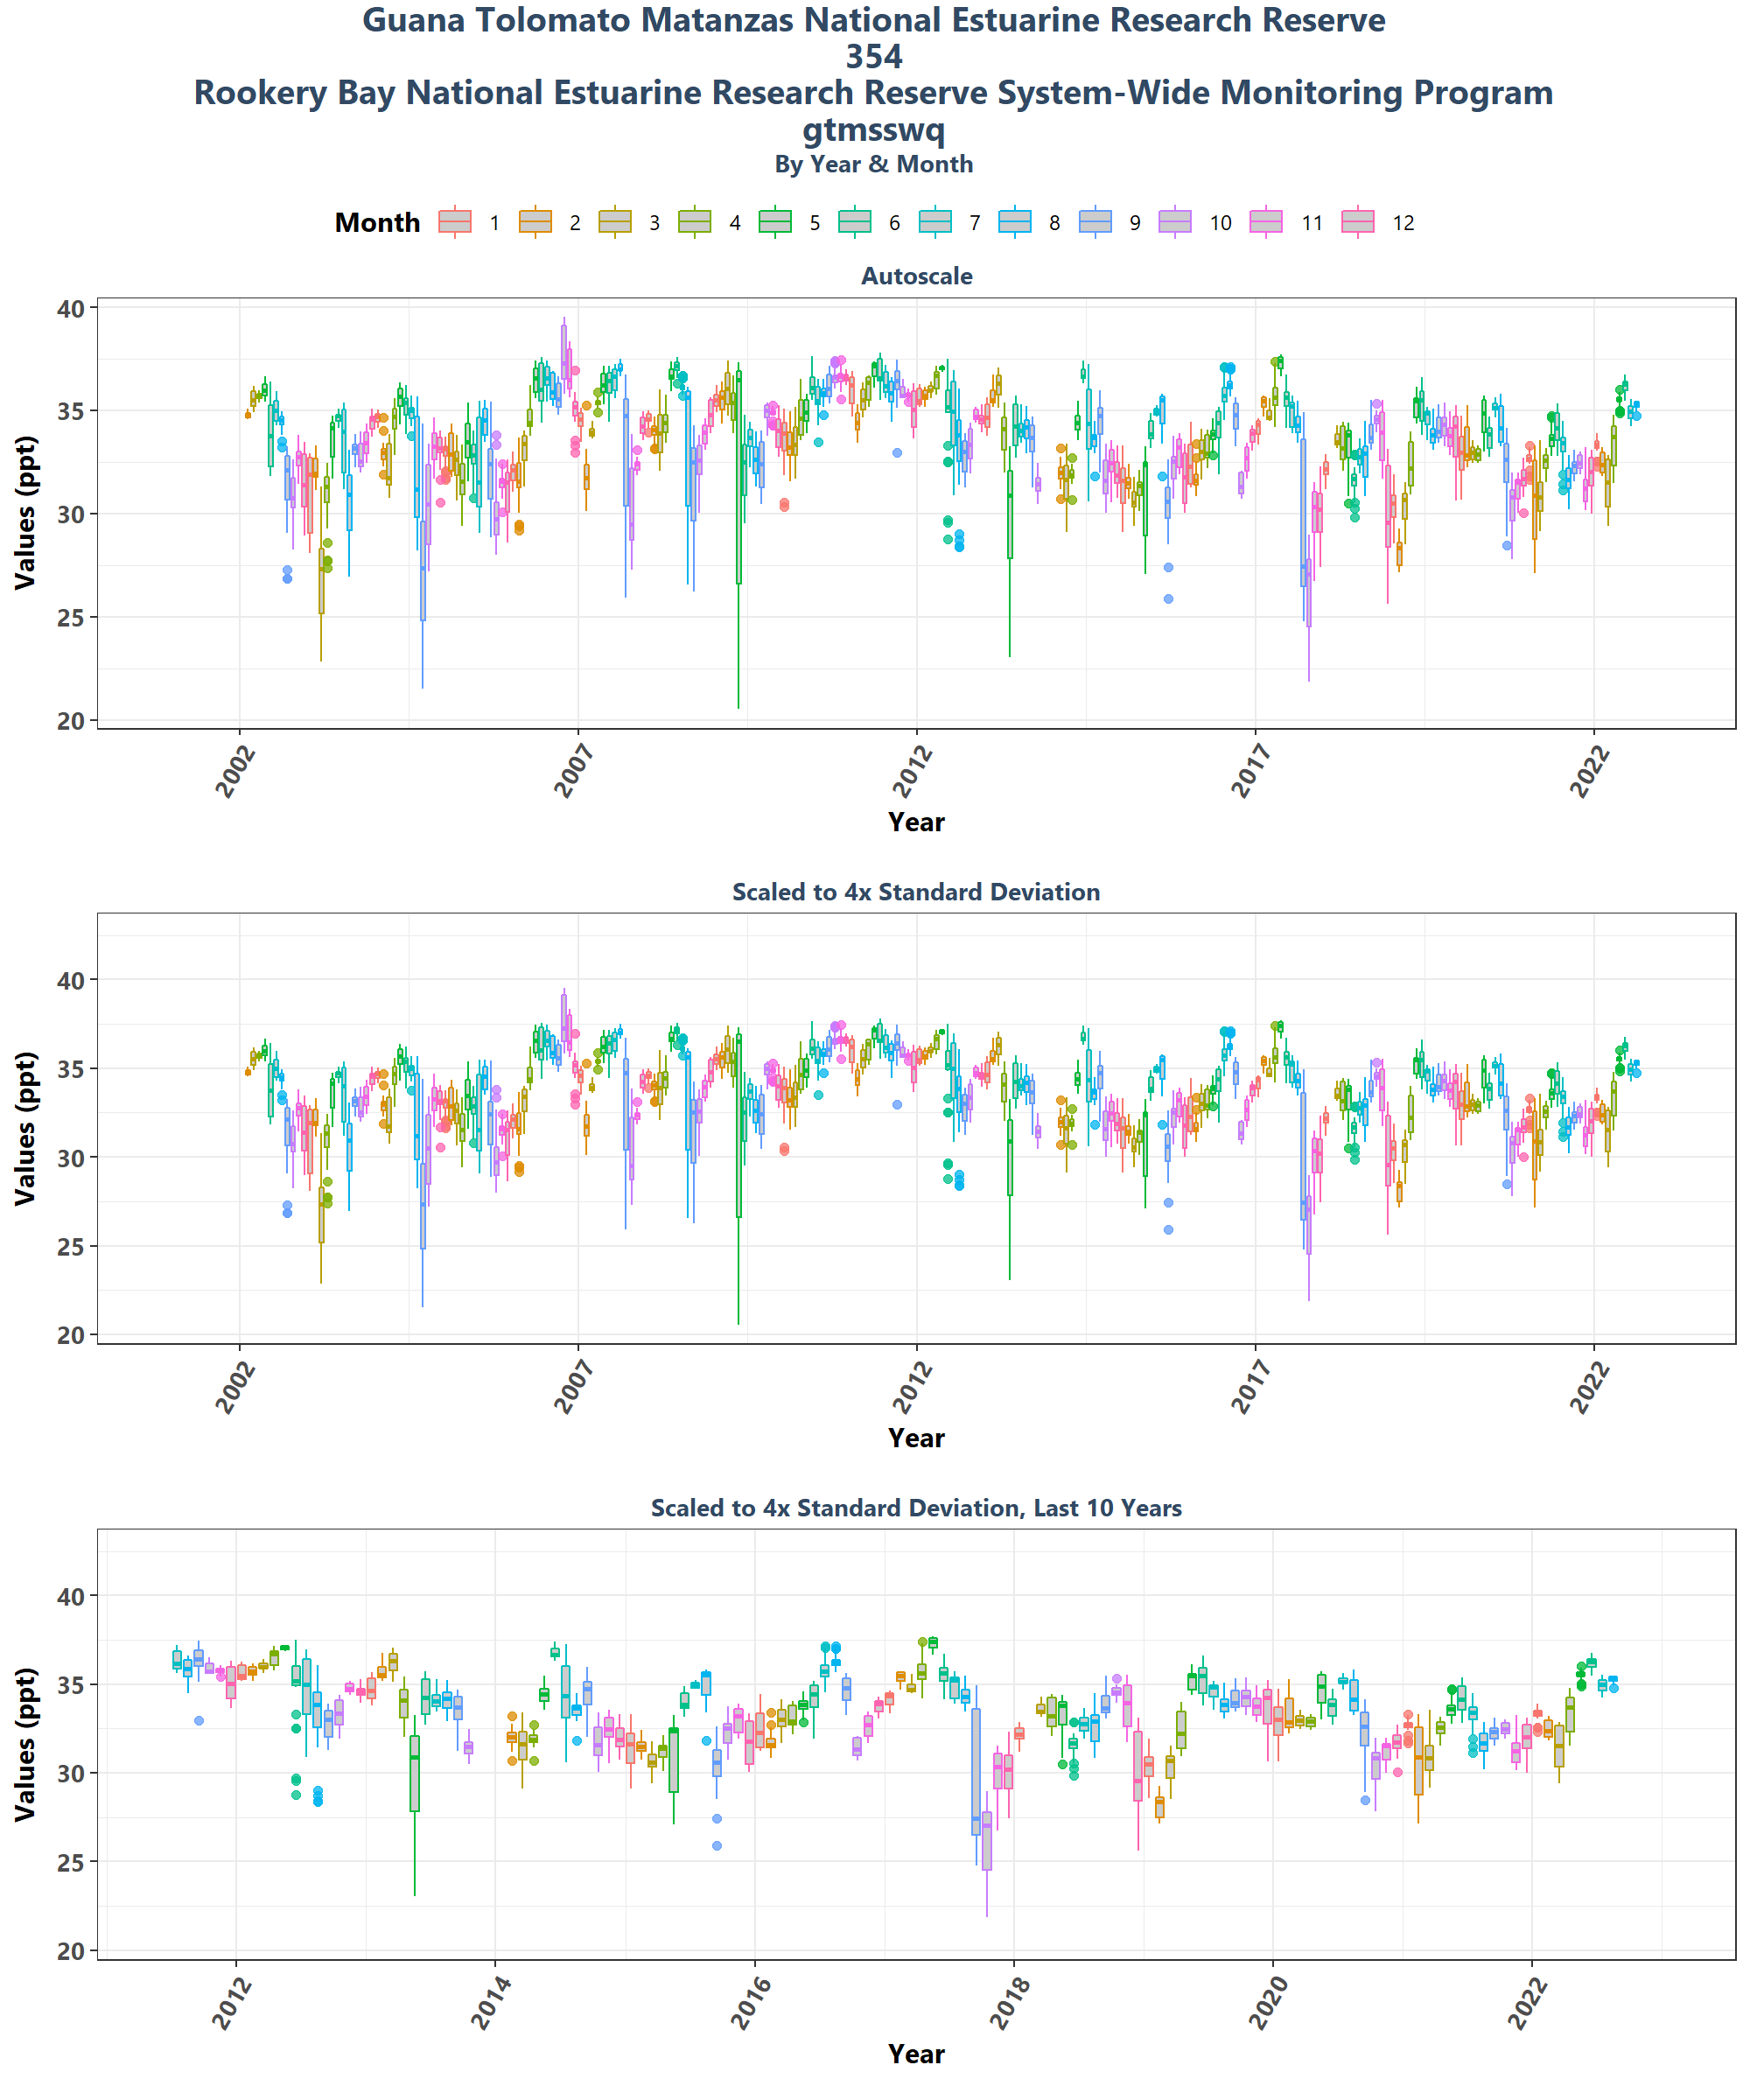 Guana Tolomato Matanzas National Estuarine Research Reserve
354
Rookery Bay National Estuarine Research Reserve System-Wide Monitoring Program
gtmsswq
By Year & Month
Month 1 2 3 4 5 6 7 8 9 10 11 12
Autoscale
Values (ppt)
40
35
30
25
20
2002 2007 2012 2017 2022
Year
Scaled to 4x Standard Deviation
Values (ppt)
40
35
30
25
20
2002 2007 2012 2017 2022
Year
Scaled to 4x Standard Deviation, Last 10 Years
Values (ppt)
40
35
30
25
20
2012 2014 2016 2018 2020 2022
Year